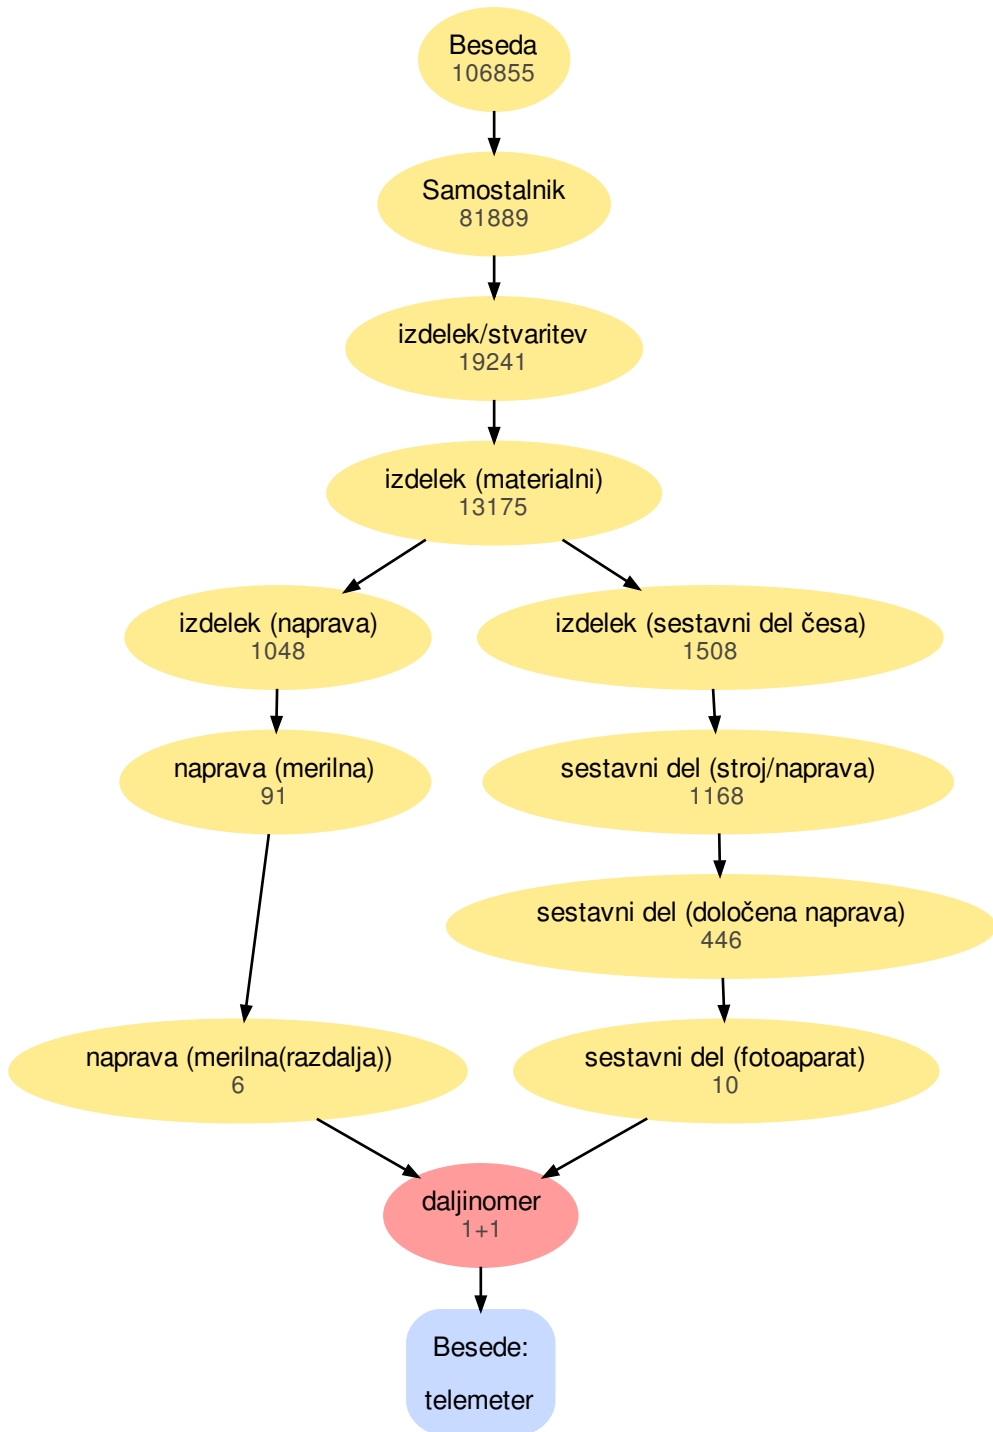 Beseda
106855
Samostalnik
81889
izdelek/stvaritev
19241
izdelek (materialni)
13175
izdelek (naprava)
1048
izdelek (sestavni del česa)
1508
naprava (merilna)
91
sestavni del (stroj/naprava)
1168
sestavni del (določena naprava)
446
naprava (merilna(razdalja))
6
sestavni del (fotoaparat)
10
daljinomer
1+1
Besede:
telemeter